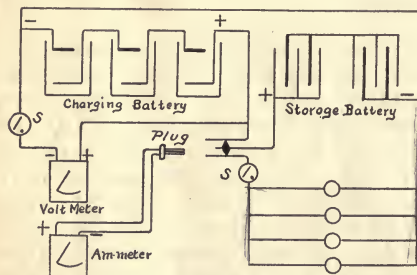 - +
Charging Battery
+ -
Storage Battery
S
- +
Plug
S
Volt Meter
+ -
Am-meter